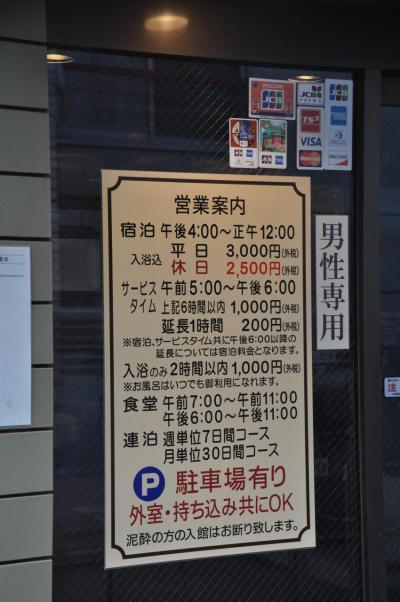 WELCOME
JCB
JCB
PREMO
TS3
VISA
MasterCard
DISCOVER
営業案内
宿泊 午後4:00～正午12:00
入浴込 平日 3,000円(外税)
休日 2,500円(外税)
サービスタイム 午前5:00～午後6:00
上記6時間以内 1,000円(外税)
延長1時間 200円(外税)
※宿泊、サービスタイム共に午後6:00以降の
延長については宿泊料金となります。
入浴のみ 2時間以内 1,000円(外税)
※お風呂はいつでも御利用になれます。
食堂 午前7:00～午前11:00
午後6:00～午後11:00
連泊 週単位7日間コース
月単位30日間コース
P 駐車場有り
外室・持ち込み共にOK
泥酔の方の入館はお断り致します。
男性専用